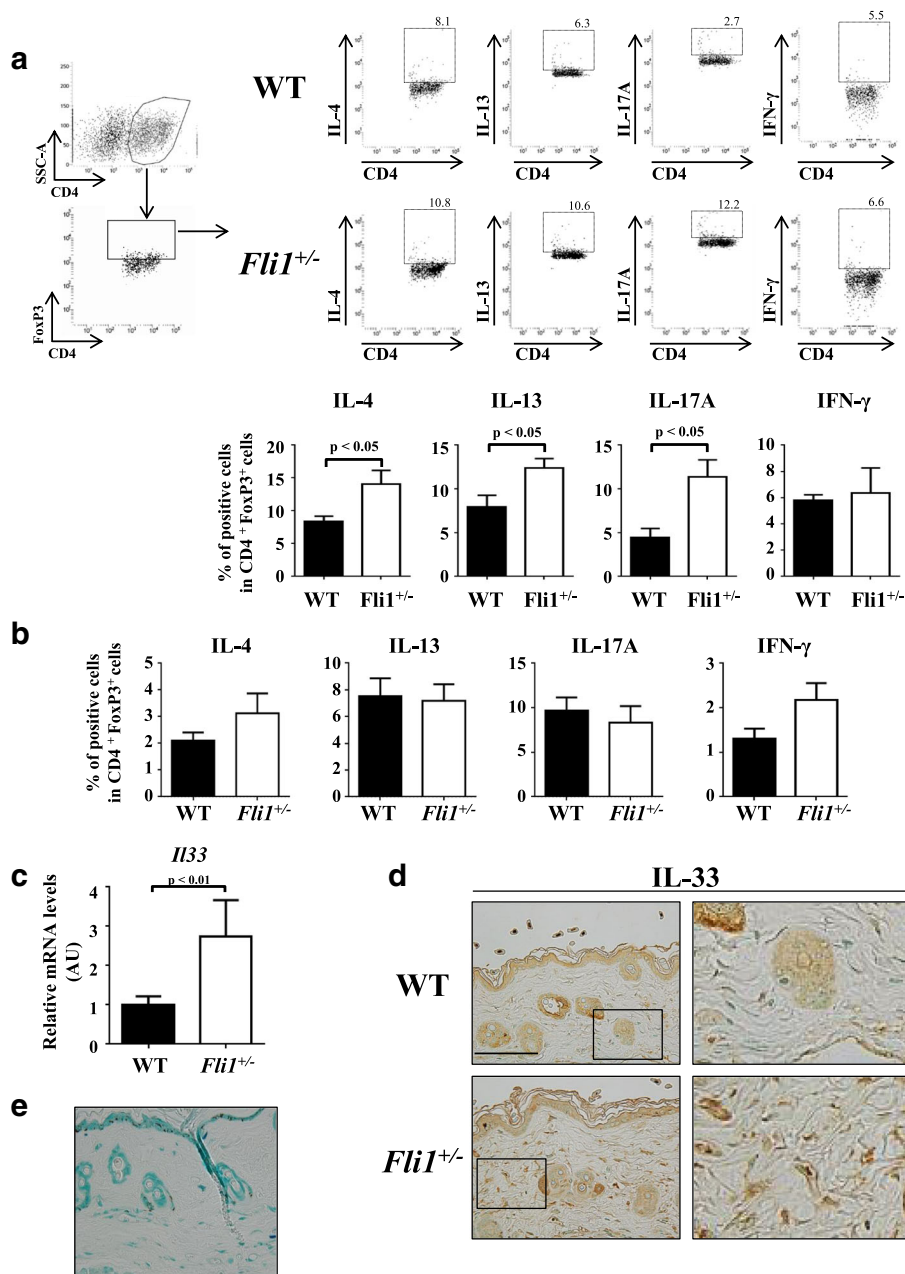 a
WT
8.1
6.3
2.7
5.5
IL-4
IL-13
IL-17A
IFN-γ
CD4
CD4
CD4
CD4
SSC-A
CD4
FoxP3
CD4
Fli1+/-
10.8
10.6
12.2
6.6
IL-4
IL-13
IL-17A
IFN-γ
CD4
CD4
CD4
CD4
IL-4
IL-13
IL-17A
IFN-γ
% of positive cells
in CD4 + FoxP3+ cells
p < 0.05
p < 0.05
p < 0.05
20
15
10
5
0
15
10
5
0
15
10
5
0
8
6
4
2
0
WT Fli1+/-
WT Fli1+/-
WT Fli1+/-
WT Fli1+/-
b
IL-4
IL-13
IL-17A
IFN-γ
% of positive cells
in CD4 + FoxP3+ cells
5
4
3
2
1
0
8
6
4
2
0
15
10
5
0
3
2
1
0
WT Fli1+/-
WT Fli1+/-
WT Fli1+/-
WT Fli1+/-
c
Il33
p < 0.01
Relative mRNA levels
(AU)
4
3
2
1
0
WT Fli1+/-
d
IL-33
WT
Fli1+/-
e